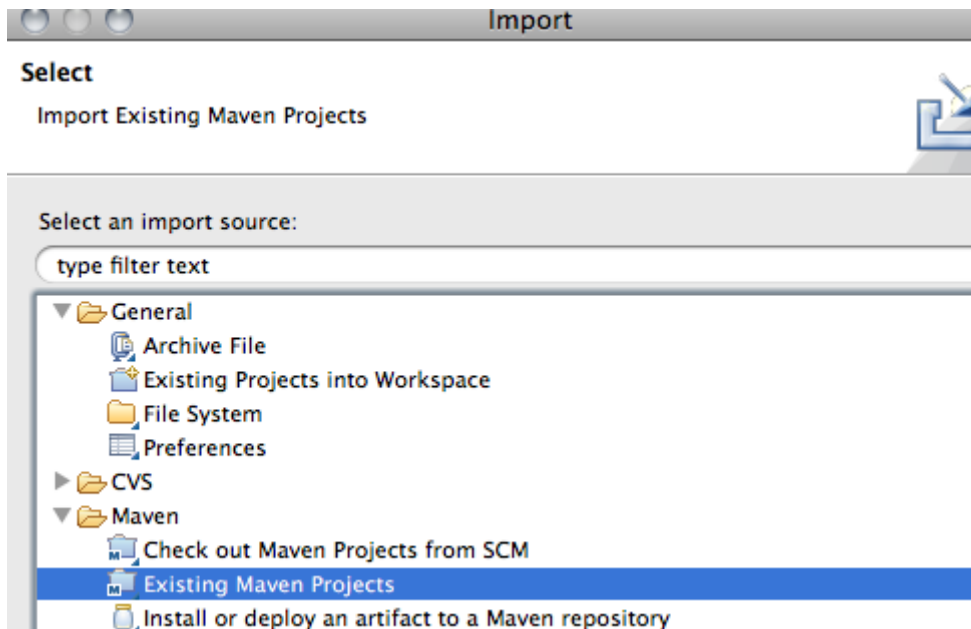 Import
Select
Import Existing Maven Projects
Select an import source:
type filter text
General
Archive File
Existing Projects into Workspace
File System
Preferences
CVS
Maven
Check out Maven Projects from SCM
Existing Maven Projects
Install or deploy an artifact to a Maven repository